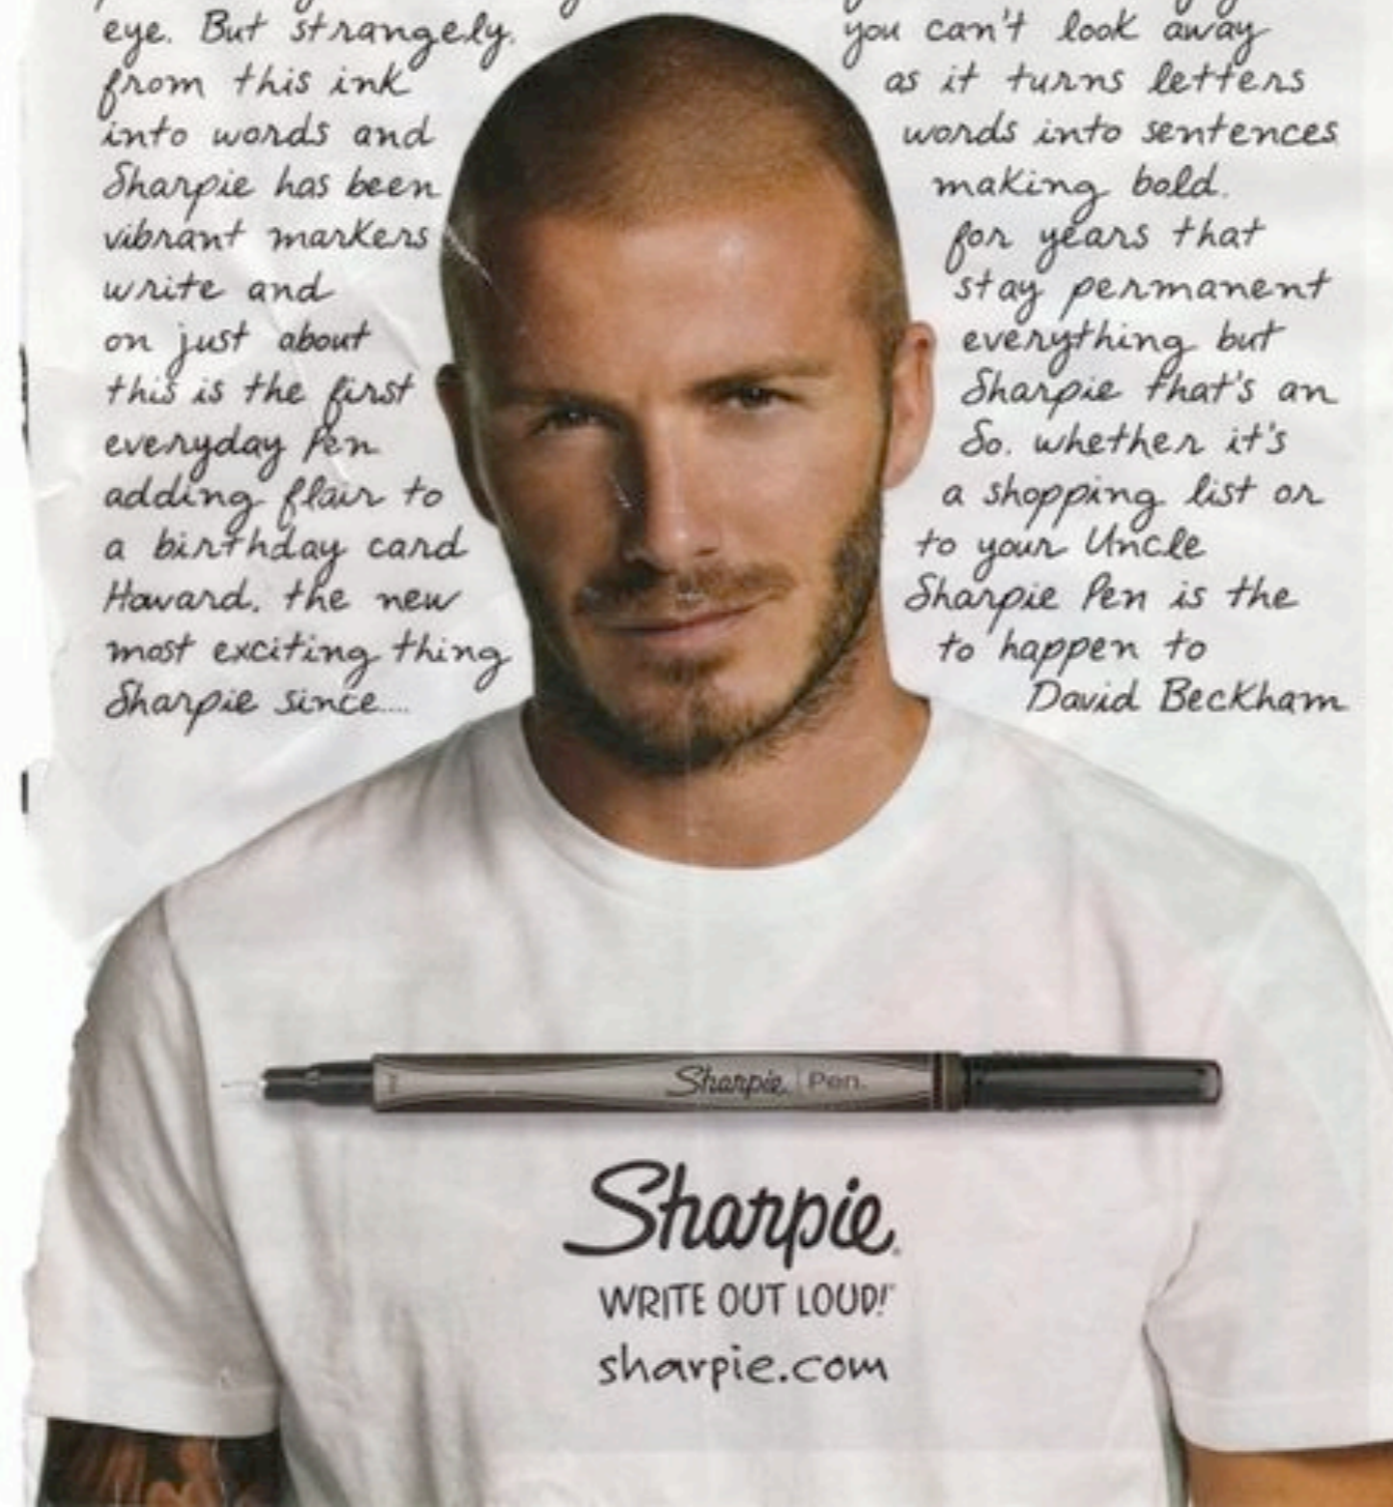 eye. But strangely. you can't look away
from this ink as it turns letters
into words and words into sentences
Sharpie has been making bold.
vibrant markers for years that
write and stay permanent
on just about everything but
this is the first Sharpie that's an
everyday Pen So. whether it's
adding flair to a shopping list or
a birthday card to your Uncle
Howard. the new Sharpie Pen is the
most exciting thing to happen to
Sharpie since.... David Beckham
Sharpie Pen.
Sharpie®
WRITE OUT LOUD!™
sharpie.com